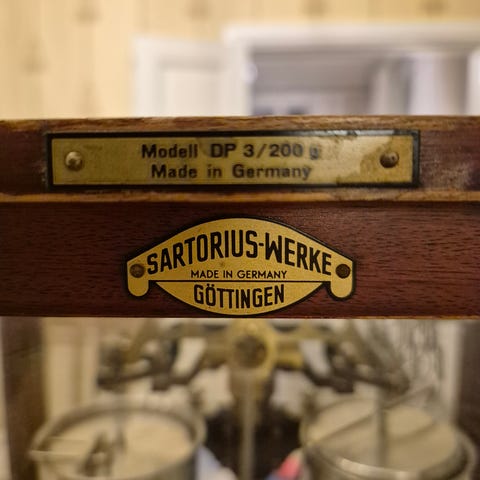 Modell DP 3/200 g
Made in Germany
SARTORIUS-WERKE
MADE IN GERMANY
GÖTTINGEN